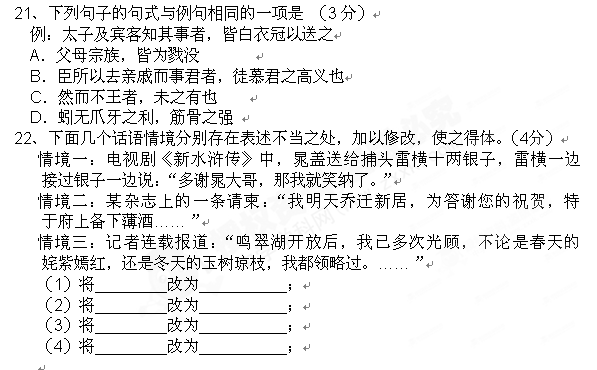 21、下列句子的句式与例句相同的一项是 （3分）
例：太子及宾客知其事者，皆白衣冠以送之
A．父母宗族，皆为戮没
B．臣所以去亲戚而事君者，徒慕君之高义也
C．然而不王者，未之有也
D．蚓无爪牙之利，筋骨之强
22、下面几个话语情境分别存在表述不当之处，加以修改，使之得体。（4分）
情境一：电视剧《新水浒传》中，晁盖送给捕头雷横十两银子，雷横一边
接过银子一边说：“多谢晁大哥，那我就笑纳了。”
情境二：某杂志上的一条请柬：“我明天乔迁新居，为答谢您的祝贺，特
于府上备下薄酒…… ”
情境三：记者连载报道：“鸣翠湖开放后，我已多次光顾，不论是春天的
姹紫嫣红，还是冬天的玉树琼枝，我都领略过。…… ”
（1）将________改为__________；
（2）将________改为__________；
（3）将________改为__________；
（4）将________改为__________；